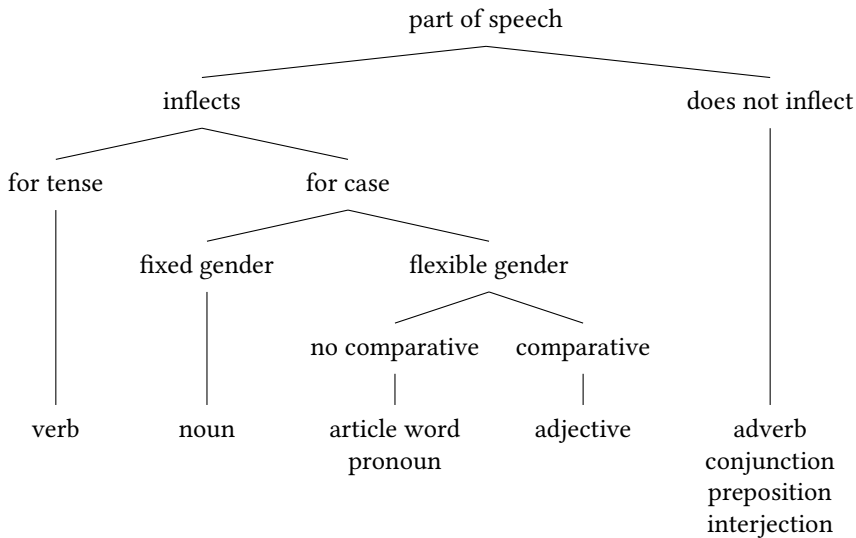 part of speech
inflects
does not inflect
for tense
for case
fixed gender
flexible gender
no comparative
comparative
verb
noun
article word
pronoun
adjective
adverb
conjunction
preposition
interjection